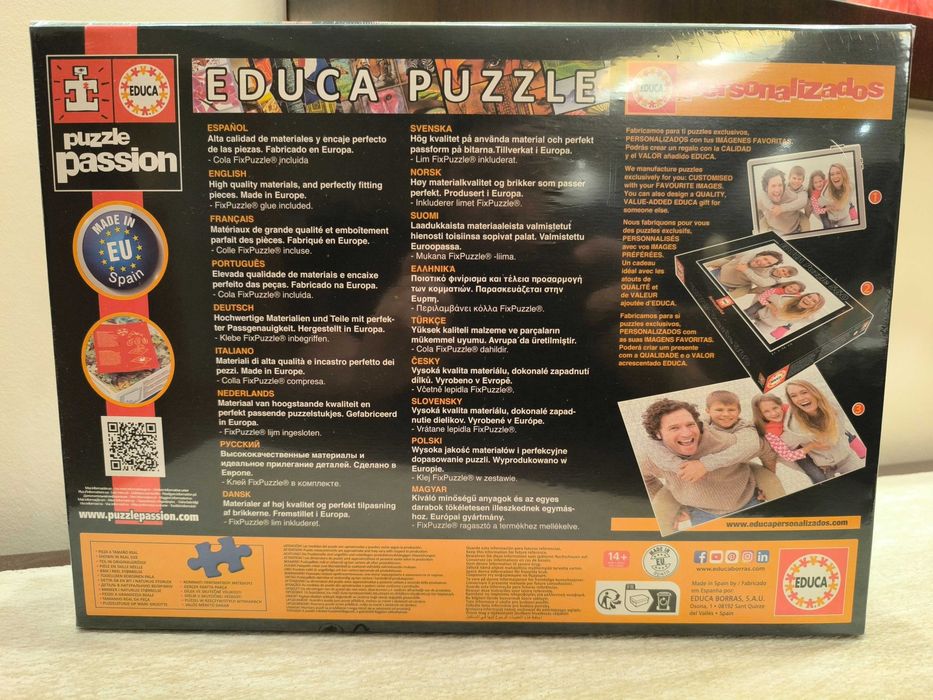 EDUCA
puzzle
passion
MADE IN
EU
Spain
www.puzzlepassion.com
EDUCA PUZZLE
ESPAÑOL
Alta calidad de materiales y encaje perfecto
de las piezas. Fabricado en Europa.
- Cola FixPuzzle® incluida
ENGLISH
High quality materials, and perfectly fitting
pieces. Made in Europe.
- FixPuzzle® glue included.
FRANÇAIS
Matériaux de grande qualité et emboîtement
parfait des pièces. Fabriqué en Europe.
- Colle FixPuzzle® incluse.
PORTUGUÊS
Elevada qualidade de materiais e encaixe
perfeito das peças. Fabricado na Europa.
- Cola FixPuzzle® incluida.
DEUTSCH
Hochwertige Materialien und Teile mit perfek-
ter Passgenauigkeit. Hergestellt in Europa.
- Klebe FixPuzzle® inbegriffen.
ITALIANO
Materiali di alta qualità e incastro perfetto dei
pezzi. Made in Europe.
- Colla FixPuzzle® compresa.
NEDERLANDS
Materiaal van hoogstaande kwaliteit en
perfekt passende puzzelstukjes. Gefabriceerd
in Europa.
- FixPuzzle® lijm ingesloten.
РУССКИЙ
Высококачественные материалы и
идеальное прилегание деталей. Сделано в
Европе.
- Клей FixPuzzle® в комплекте.
DANSK
Materialer af høj kvalitet og perfekt tilpasning
af brikkerne. Fremstillet i Europa.
- FixPuzzle® lim inkluderet.
SVENSKA
Hög kvalitet på använda material och perfekt
passform på bitarna.Tillverkat i Europa.
- Lim FixPuzzle® inkluderat.
NORSK
Høy materialkvalitet og brikker som passer
perfekt. Produsert i Europa.
- Inkluderer limet FixPuzzle®.
SUOMI
Laadukkaista materiaaleista valmistetut
hienosti toisiinsa sopivat palat. Valmistettu
Euroopassa.
- Mukana FixPuzzle® -liima.
ΕΛΛΗΝΙΚΑ
Ποιοτικό φινίρισμα και τέλεια προσαρμογή
των κομματιών. Παρασκευάζεται στην
Ευρπη.
- Περιλαμβάνει κόλλα FixPuzzle®.
TÜRKÇE
Yüksek kaliteli malzeme ve parçaların
mükemmel uyumu. Avrupa´da üretilmiştir.
- Cola FixPuzzle® dahildir.
ČESKY
Vysoká kvalita materiálu, dokonalé zapadnutí
dílků. Vyrobeno v Evropě.
- Včetně lepidla FixPuzzle®.
SLOVENSKY
Vysoká kvalita materiálu, dokonalé zapad-
nutie dielikov. Vyrobené v Európe.
- Vrátane lepidla FixPuzzle®.
POLSKI
Wysoka jakość materiałów i perfekcyjne
dopasowanie puzzli. Wyprodukowano w
Europie.
- Klej FixPuzzle® w zestawie.
MAGYAR
Kiváló minőségű anyagok és az egyes
darabok tökéletesen illeszkednek egymás-
hoz. Európai gyártmány.
- FixPuzzle® ragasztó a termékhez mellékelve.
EDUCA
personalizados
Fabricamos para ti puzzles exclusivos,
PERSONALIZADOS con tus IMÁGENES FAVORITAS.
Podrás crear un regalo con la CALIDAD
y el VALOR añadido EDUCA.
We manufacture puzzles
exclusively for you: CUSTOMISED
with your FAVOURITE IMAGES.
You can also design a QUALITY,
VALUE-ADDED EDUCA gift for
someone else.
Nous fabriquons pour vous
des puzzles exclusifs.
PERSONNALISÉS
avec vos IMAGES
PRÉFÉRÉES.
Un cadeau
idéal avec les
atouts de
QUALITÉ et
de VALEUR
ajoutée d'EDUCA.
Fabricamos para si
puzzles exclusivos,
PERSONALIZADOS com
as suas IMAGENS FAVORITAS.
Poderá criar um presente
com a QUALIDADE e o VALOR
acrescentado EDUCA.
1
2
3
www.educapersonalizados.com
14+
www.educaborras.com
Made in Spain by / Fabricado
en Espanha por:
EDUCA BORRAS, S.A.U.
Osona, 1 • 08192 Sant Quirze
del Vallès • Spain
EDUCA